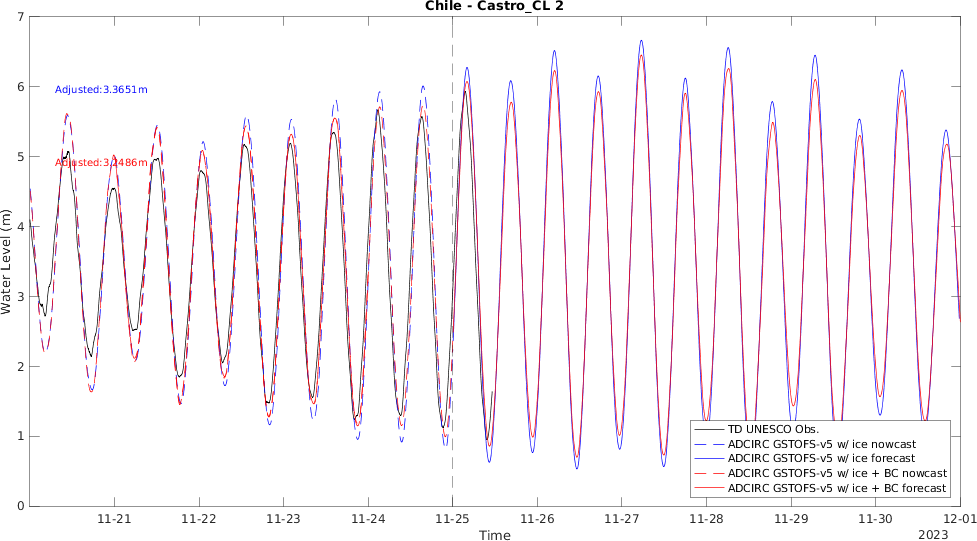 Chile - Castro_CL 2
7
6
5
4
3
2
1
0
Water Level (m)
Adjusted:3.3651m
Adjusted:3.2486m
TD UNESCO Obs.
ADCIRC GSTOFS-v5 w/ ice nowcast
ADCIRC GSTOFS-v5 w/ ice forecast
ADCIRC GSTOFS-v5 w/ ice + BC nowcast
ADCIRC GSTOFS-v5 w/ ice + BC forecast
11-21 11-22 11-23 11-24 11-25 11-26 11-27 11-28 11-29 11-30 12-01
Time
2023